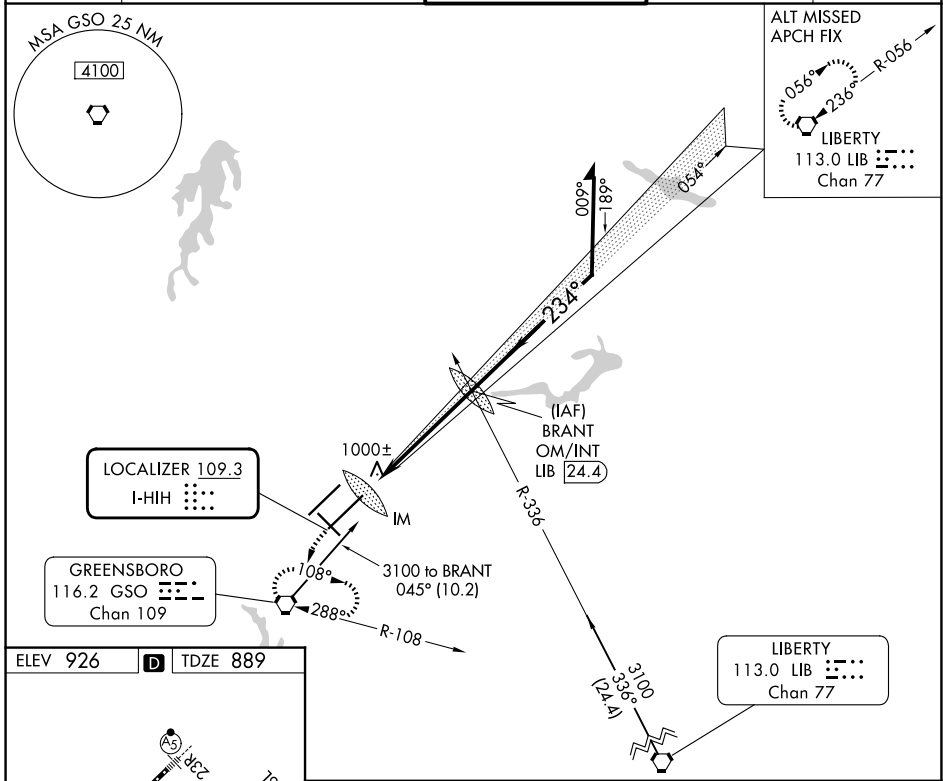 MSA GSO 25 NM
4100
ALT MISSED
APCH FIX
056°
236°
R-056
LIBERTY
113.0 LIB
Chan 77
009°
189°
054°
234°
(IAF)
BRANT
OM/INT
LIB 24.4
1000±
LOCALIZER 109.3
I-HIH
IM
R-336
GREENSBORO
116.2 GSO
Chan 109
108°
288°
3100 to BRANT
045° (10.2)
R-108
3100
336°
(24.4)
LIBERTY
113.0 LIB
Chan 77
ELEV 926
D
TDZE 889
A5
23R